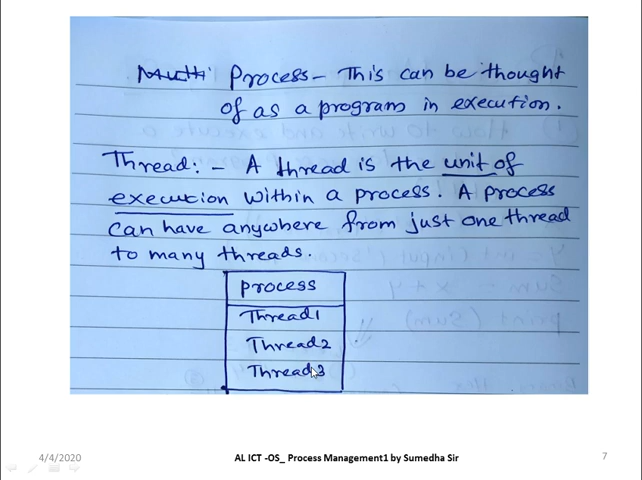 Multi Process - This can be thought
of as a program in execution.
Thread: - A thread is the unit of
execution within a process. A process
can have anywhere from just one thread
to many threads.
Process
Thread1
Thread2
Thread3
4/4/2020
AL ICT -OS_ Process Management1 by Sumedha Sir
7